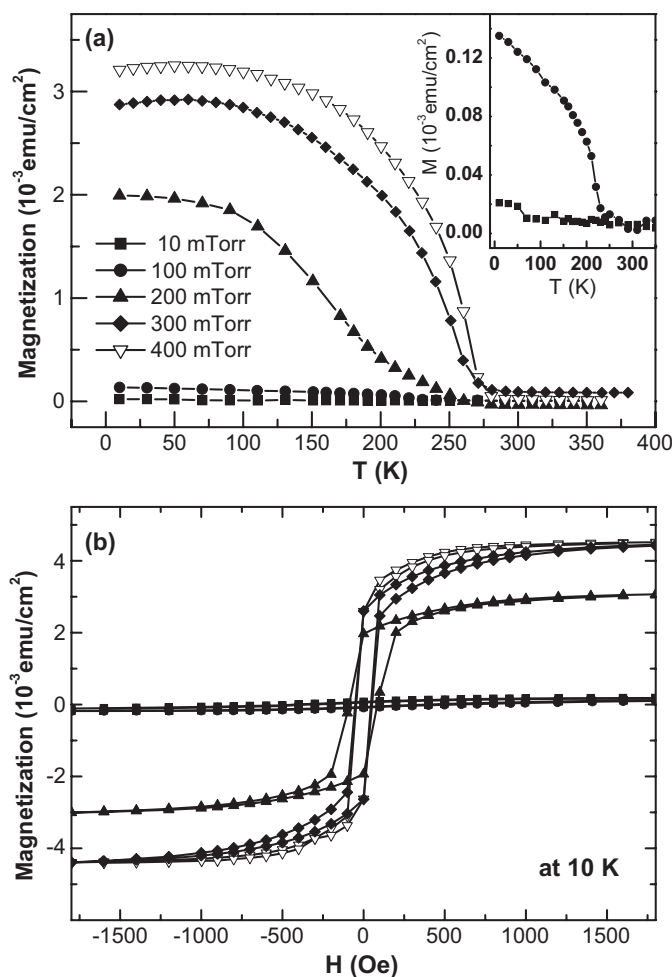 (a)
Magnetization (10⁻³emu/cm²)
3
2
1
0
10 mTorr
100 mTorr
200 mTorr
300 mTorr
400 mTorr
0 50 100 150 200 250 300 350 400
T (K)
M (10⁻³emu/cm²)
0.12
0.08
0.04
0.00
0 100 200 300
T (K)
(b)
Magnetization (10⁻³emu/cm²)
4
2
0
-2
-4
at 10 K
-1500 -1000 -500 0 500 1000 1500
H (Oe)